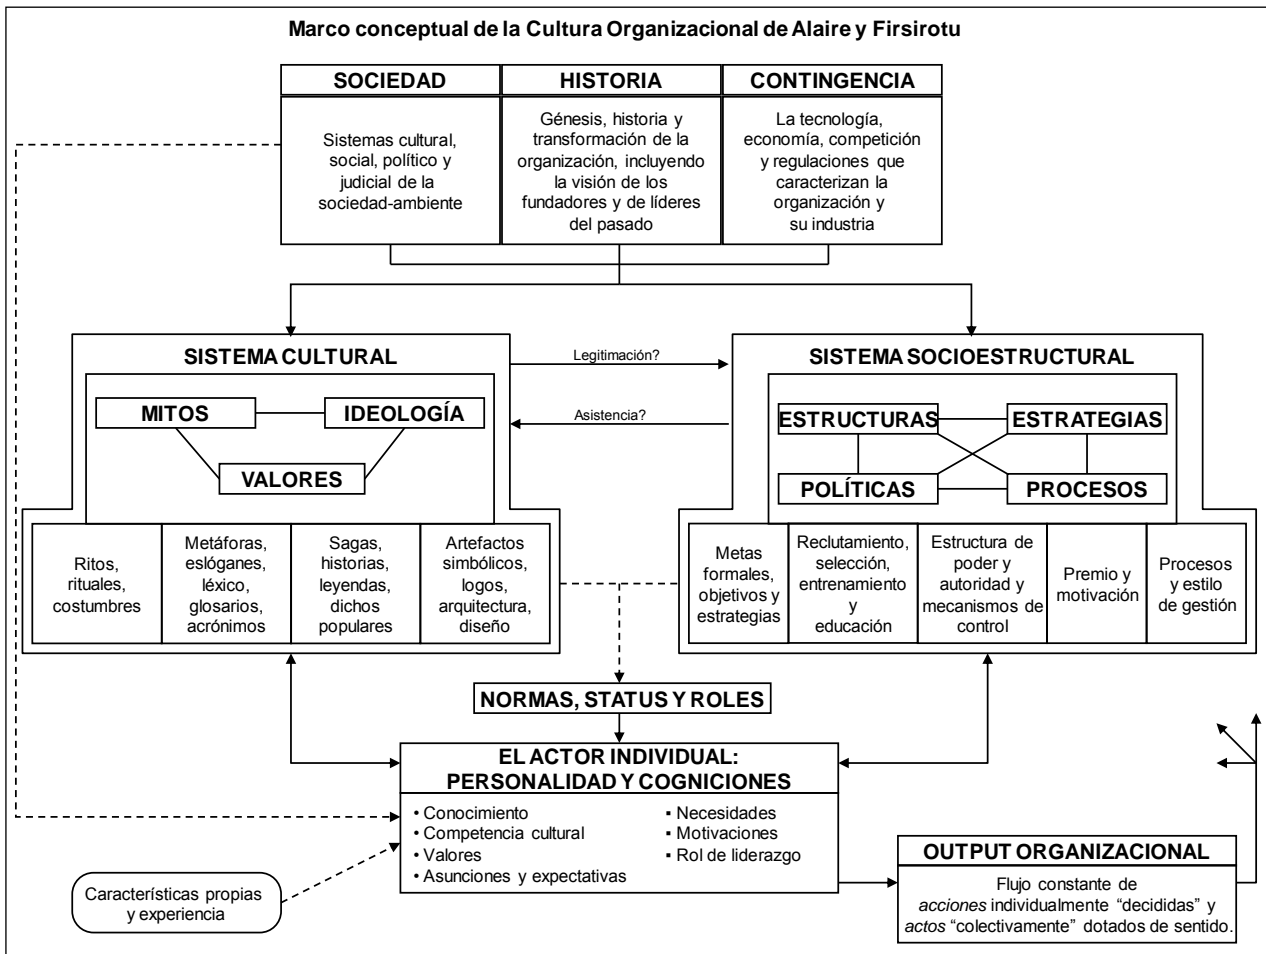 Marco conceptual de la Cultura Organizacional de Alaire y Firsirotu
SOCIEDAD
Sistemas cultural,
social, político y
judicial de la
sociedad-ambiente
HISTORIA
Génesis, historia y
transformación de la
organización, incluyendo
la visión de los
fundadores y de líderes
del pasado
CONTINGENCIA
La tecnología,
economía, competición
y regulaciones que
caracterizan la
organización y
su industria
SISTEMA CULTURAL
MITOS
IDEOLOGÍA
VALORES
Ritos,
rituales,
costumbres
Metáforas,
eslóganes,
léxico,
glosarios,
acrónimos
Sagas,
historias,
leyendas,
dichos
populares
Artefactos
simbólicos,
logos,
arquitectura,
diseño
Legitimación?
Asistencia?
SISTEMA SOCIOESTRUCTURAL
ESTRUCTURAS
ESTRATEGIAS
POLÍTICAS
PROCESOS
Metas
formales,
objetivos y
estrategias
Reclutamiento,
selección,
entrenamiento
y
educación
Estructura de
poder y
autoridad y
mecanismos de
control
Premio y
motivación
Procesos
y estilo
de gestión
NORMAS, STATUS Y ROLES
EL ACTOR INDIVIDUAL:
PERSONALIDAD Y COGNICIONES
• Conocimiento
• Competencia cultural
• Valores
• Asunciones y expectativas
▪ Necesidades
▪ Motivaciones
▪ Rol de liderazgo
Características propias
y experiencia
OUTPUT ORGANIZACIONAL
Flujo constante de
acciones individualmente “decididas” y
actos “colectivamente” dotados de sentido.